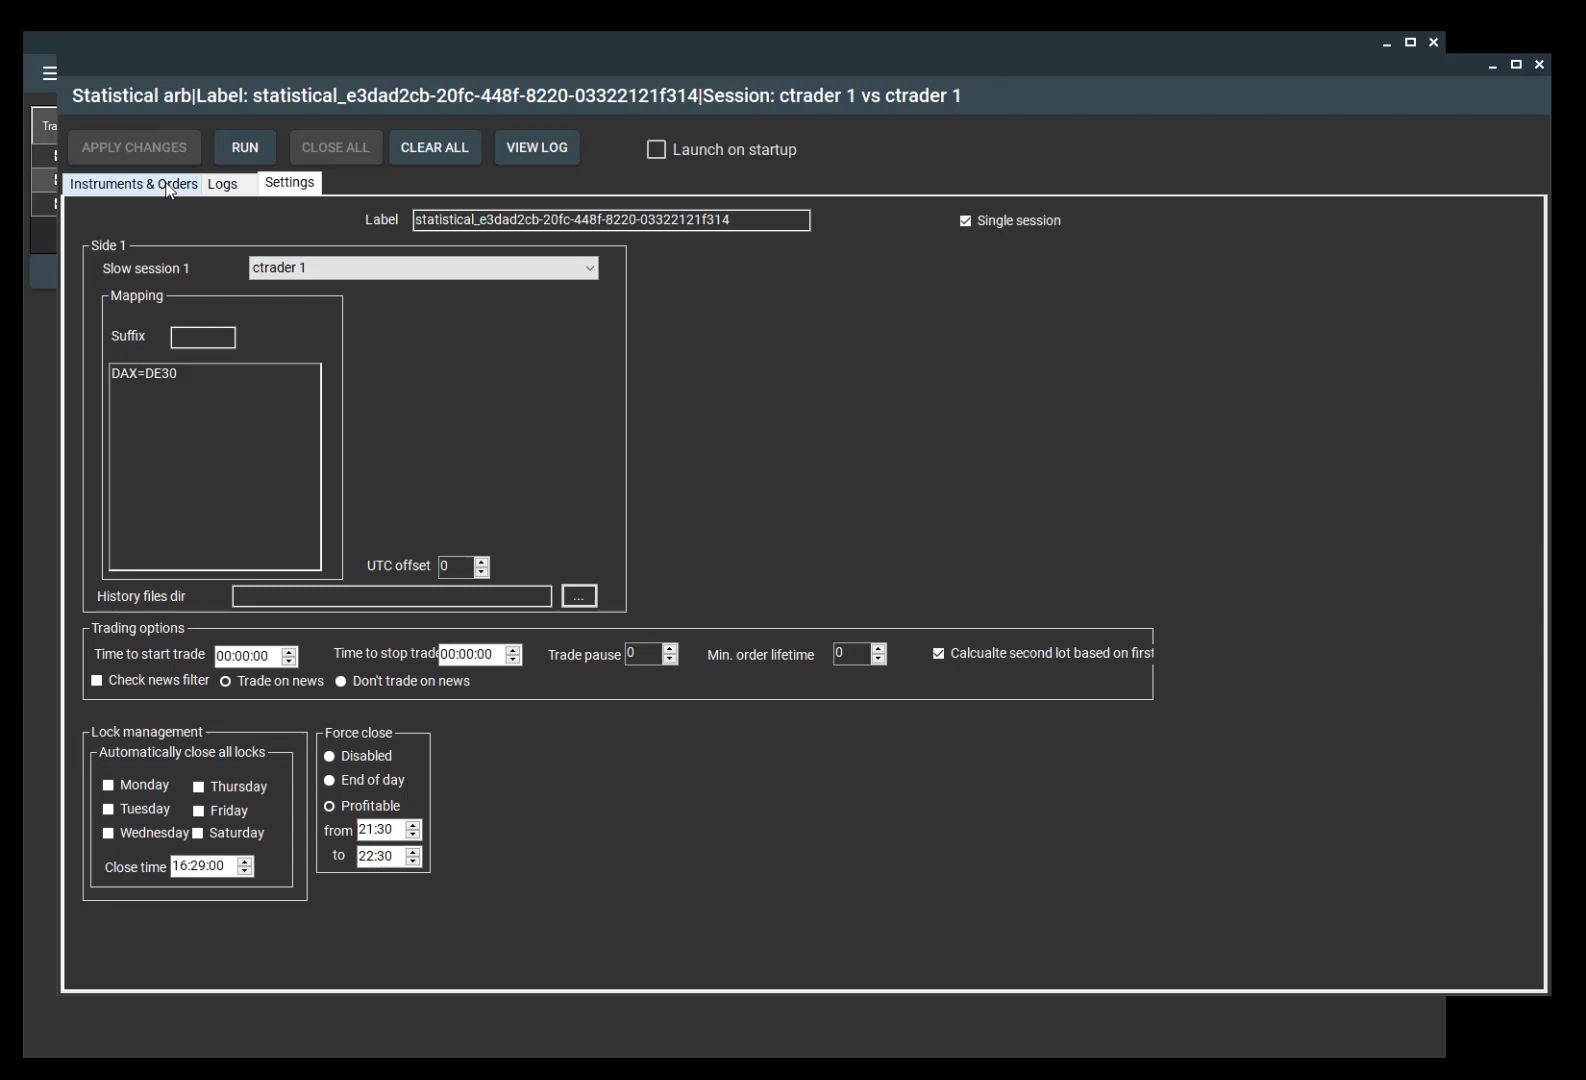 Statistical arb|Label: statistical_e3dad2cb-20fc-448f-8220-03322121f314|Session: ctrader 1 vs ctrader 1
Tra
APPLY CHANGES RUN CLOSE ALL CLEAR ALL VIEW LOG Launch on startup
Instruments & Orders Logs Settings
Label statistical_e3dad2cb-20fc-448f-8220-03322121f314 Single session
Side 1
Slow session 1 ctrader 1
Mapping
Suffix
DAX=DE30
UTC offset 0
History files dir ...
Trading options
Time to start trade 00:00:00 Time to stop trade 00:00:00 Trade pause 0 Min. order lifetime 0 Calcualte second lot based on first
Check news filter Trade on news Don't trade on news
Lock management Force close
Automatically close all locks Disabled
Monday Thursday End of day
Tuesday Friday Profitable
Wednesday Saturday from 21:30
Close time 16:29:00 to 22:30